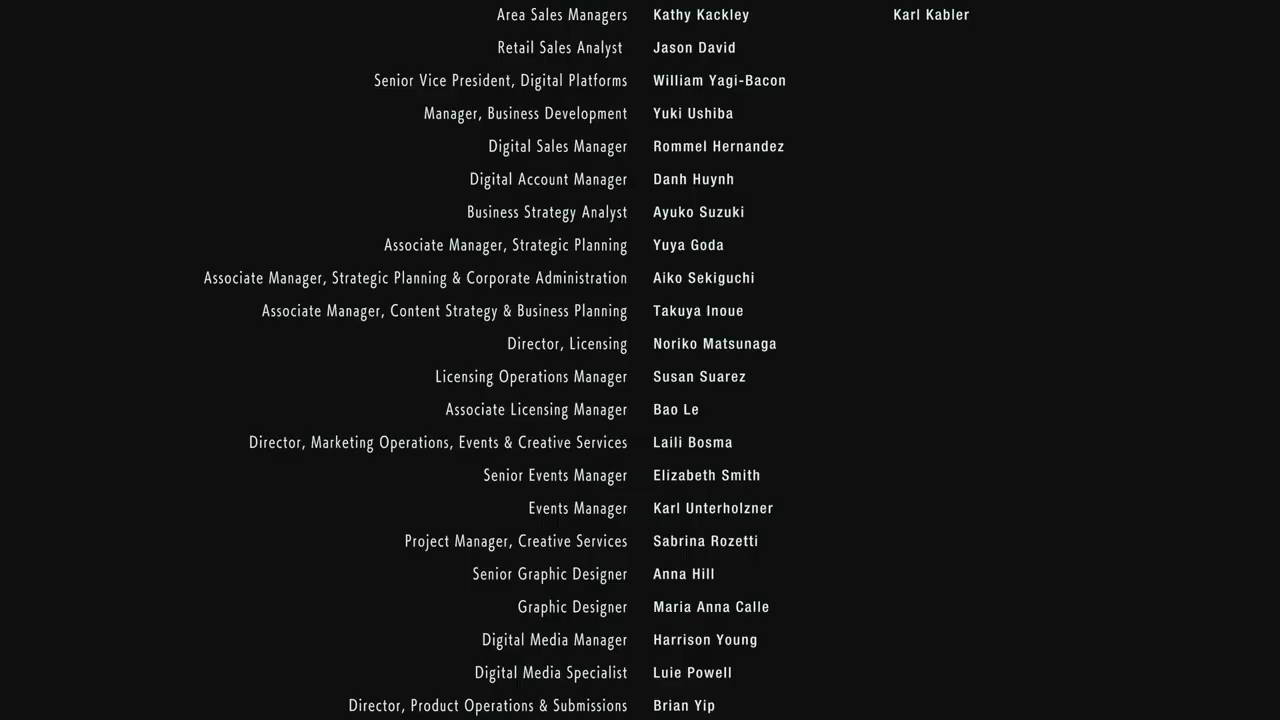 Area Sales Managers Kathy Kackley Karl Kabler
Retail Sales Analyst Jason David
Senior Vice President, Digital Platforms William Yagi-Bacon
Manager, Business Development Yuki Ushiba
Digital Sales Manager Rommel Hernandez
Digital Account Manager Danh Huynh
Business Strategy Analyst Ayuko Suzuki
Associate Manager, Strategic Planning Yuya Goda
Associate Manager, Strategic Planning & Corporate Administration Aiko Sekiguchi
Associate Manager, Content Strategy & Business Planning Takuya Inoue
Director, Licensing Noriko Matsunaga
Licensing Operations Manager Susan Suarez
Associate Licensing Manager Bao Le
Director, Marketing Operations, Events & Creative Services Laili Bosma
Senior Events Manager Elizabeth Smith
Events Manager Karl Unterholzner
Project Manager, Creative Services Sabrina Rozetti
Senior Graphic Designer Anna Hill
Graphic Designer Maria Anna Calle
Digital Media Manager Harrison Young
Digital Media Specialist Luie Powell
Director, Product Operations & Submissions Brian Yip